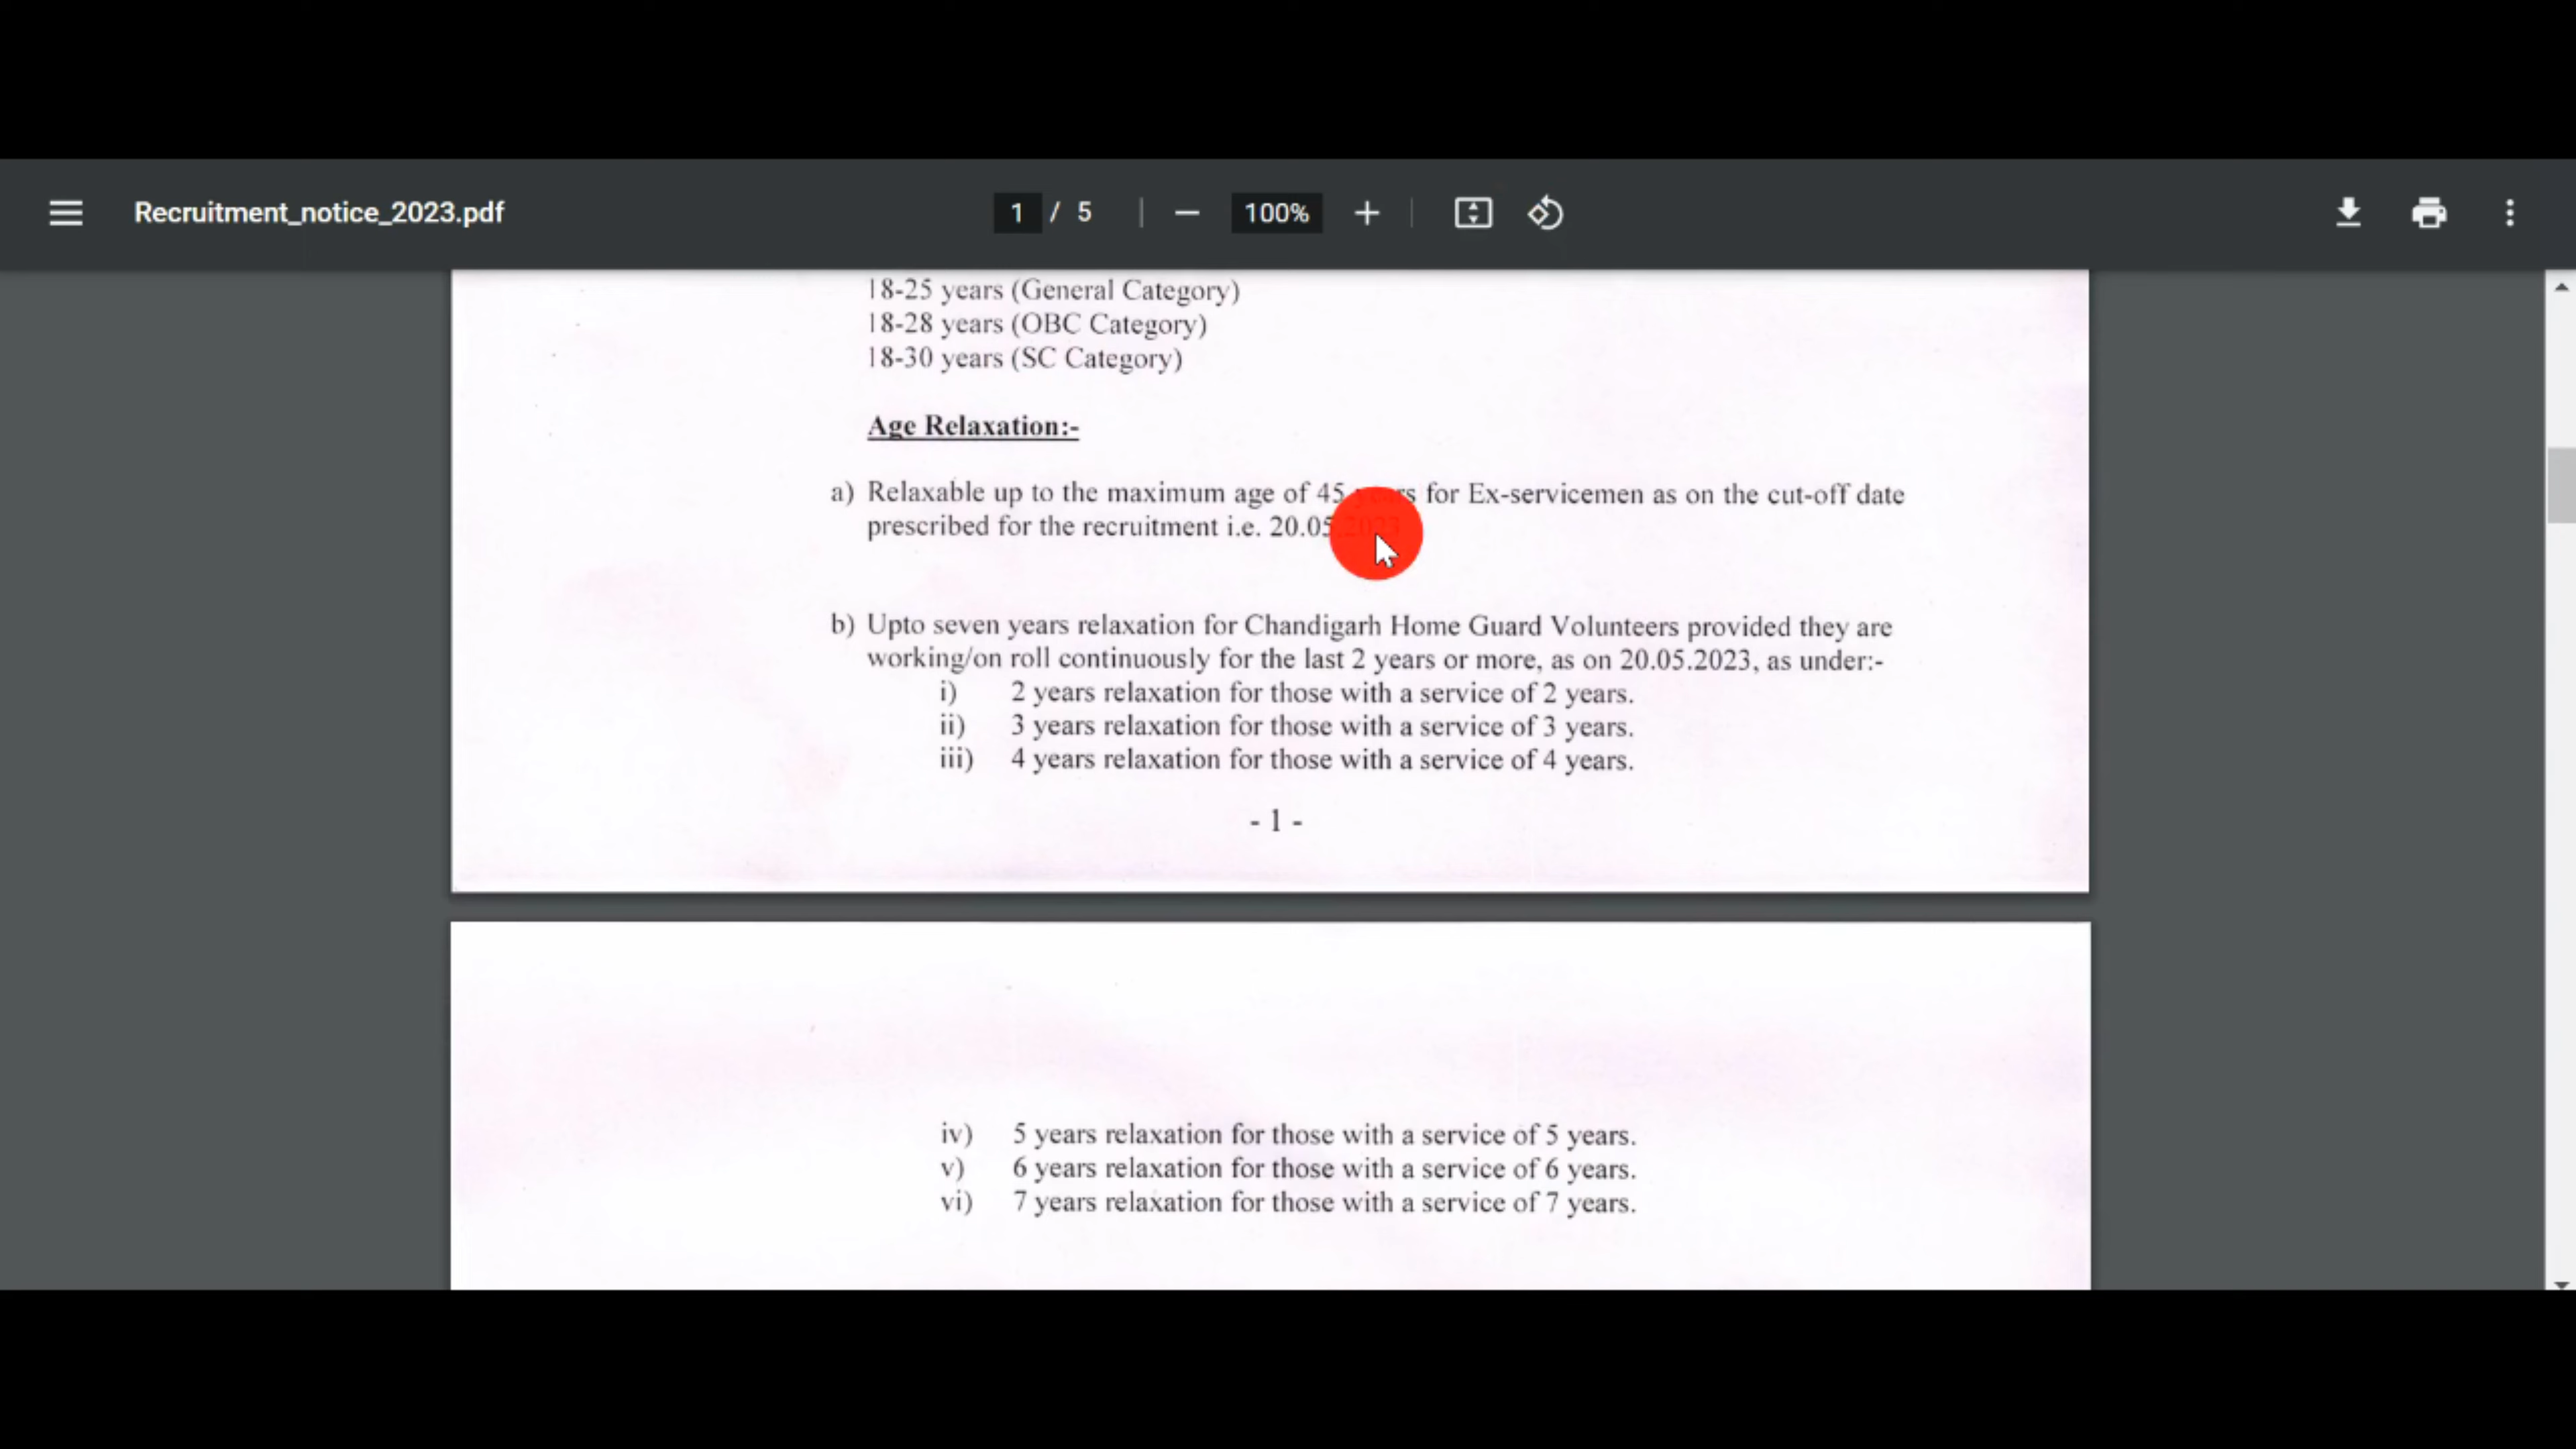 Recruitment_notice_2023.pdf
1 / 5
100%
18-25 years (General Category)
18-28 years (OBC Category)
18-30 years (SC Category)
Age Relaxation:-
a) Relaxable up to the maximum age of 45 years for Ex-servicemen as on the cut-off date
prescribed for the recruitment i.e. 20.05.2023
b) Upto seven years relaxation for Chandigarh Home Guard Volunteers provided they are
working/on roll continuously for the last 2 years or more, as on 20.05.2023, as under:-
i) 2 years relaxation for those with a service of 2 years.
ii) 3 years relaxation for those with a service of 3 years.
iii) 4 years relaxation for those with a service of 4 years.
- 1 -
iv) 5 years relaxation for those with a service of 5 years.
v) 6 years relaxation for those with a service of 6 years.
vi) 7 years relaxation for those with a service of 7 years.